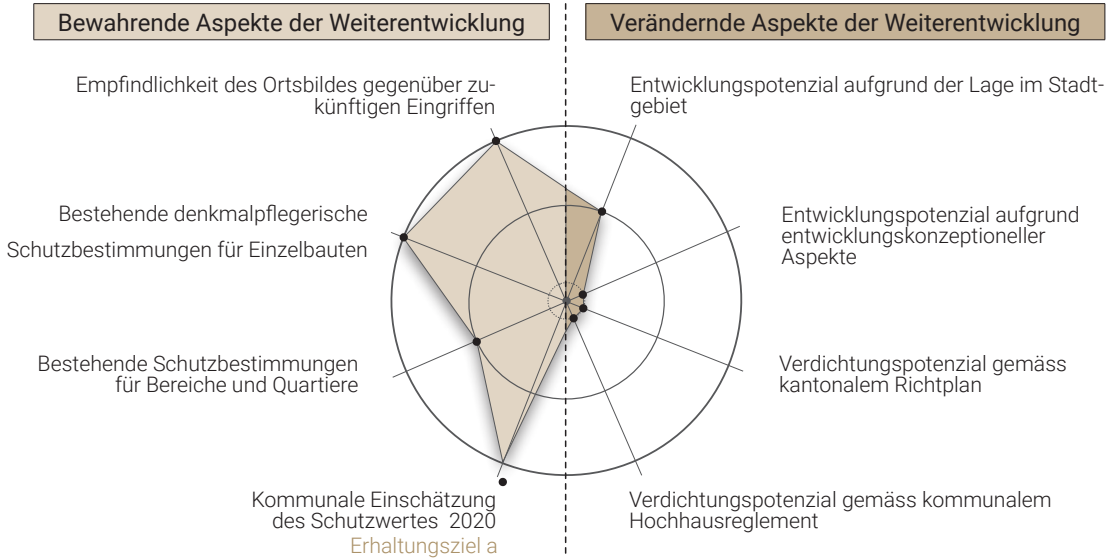 Bewahrende Aspekte der Weiterentwicklung
Verändernde Aspekte der Weiterentwicklung
Empfindlichkeit des Ortsbildes gegenüber zu-
künftigen Eingriffen
Entwicklungspotenzial aufgrund der Lage im Stadt-
gebiet
Bestehende denkmalpflegerische
Schutzbestimmungen für Einzelbauten
Entwicklungspotenzial aufgrund
entwicklungskonzeptioneller
Aspekte
Bestehende Schutzbestimmungen
für Bereiche und Quartiere
Verdichtungspotenzial gemäss
kantonalem Richtplan
Kommunale Einschätzung
des Schutzwertes 2020
Erhaltungsziel a
Verdichtungspotenzial gemäss kommunalem
Hochhausreglement